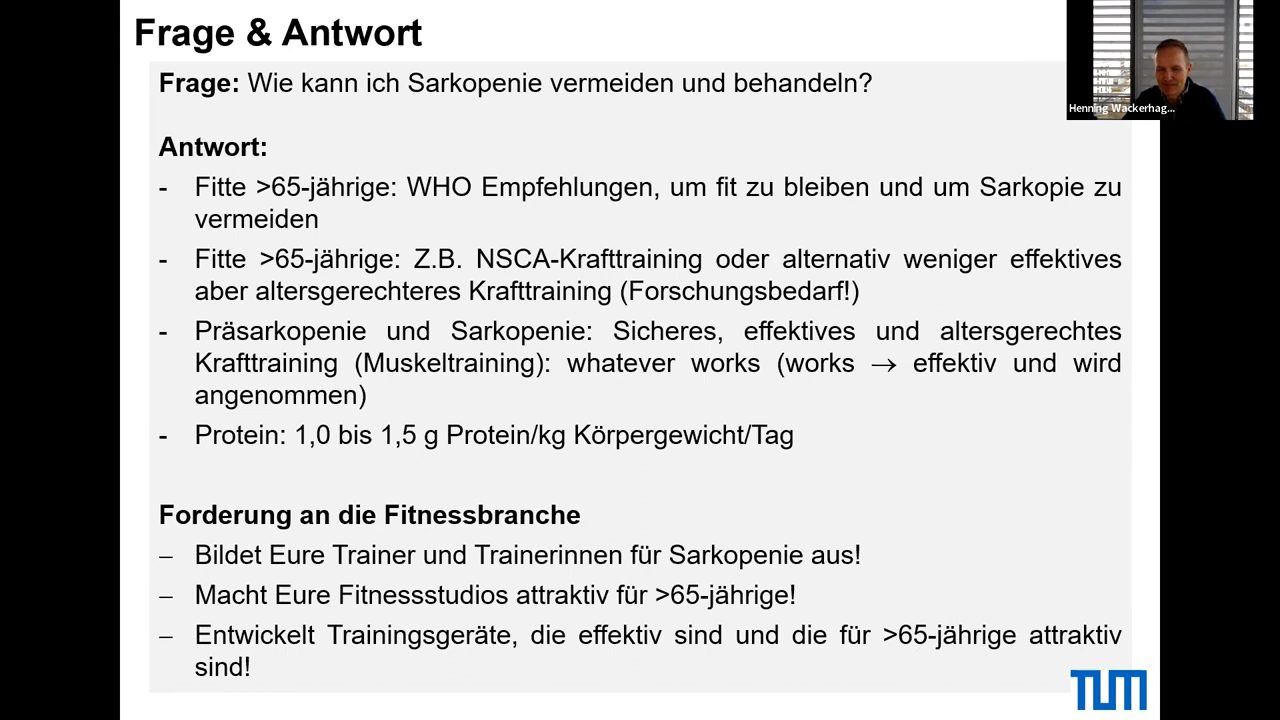 Frage & Antwort
Henning Wackerhag...
Frage: Wie kann ich Sarkopenie vermeiden und behandeln?
Antwort:
- Fitte >65-jährige: WHO Empfehlungen, um fit zu bleiben und um Sarkopie zu
vermeiden
- Fitte >65-jährige: Z.B. NSCA-Krafttraining oder alternativ weniger effektives
aber altersgerechteres Krafttraining (Forschungsbedarf!)
- Präsarkopenie und Sarkopenie: Sicheres, effektives und altersgerechtes
Krafttraining (Muskeltraining): whatever works (works → effektiv und wird
angenommen)
- Protein: 1,0 bis 1,5 g Protein/kg Körpergewicht/Tag
Forderung an die Fitnessbranche
– Bildet Eure Trainer und Trainerinnen für Sarkopenie aus!
– Macht Eure Fitnessstudios attraktiv für >65-jährige!
– Entwickelt Trainingsgeräte, die effektiv sind und die für >65-jährige attraktiv
sind!
TUM